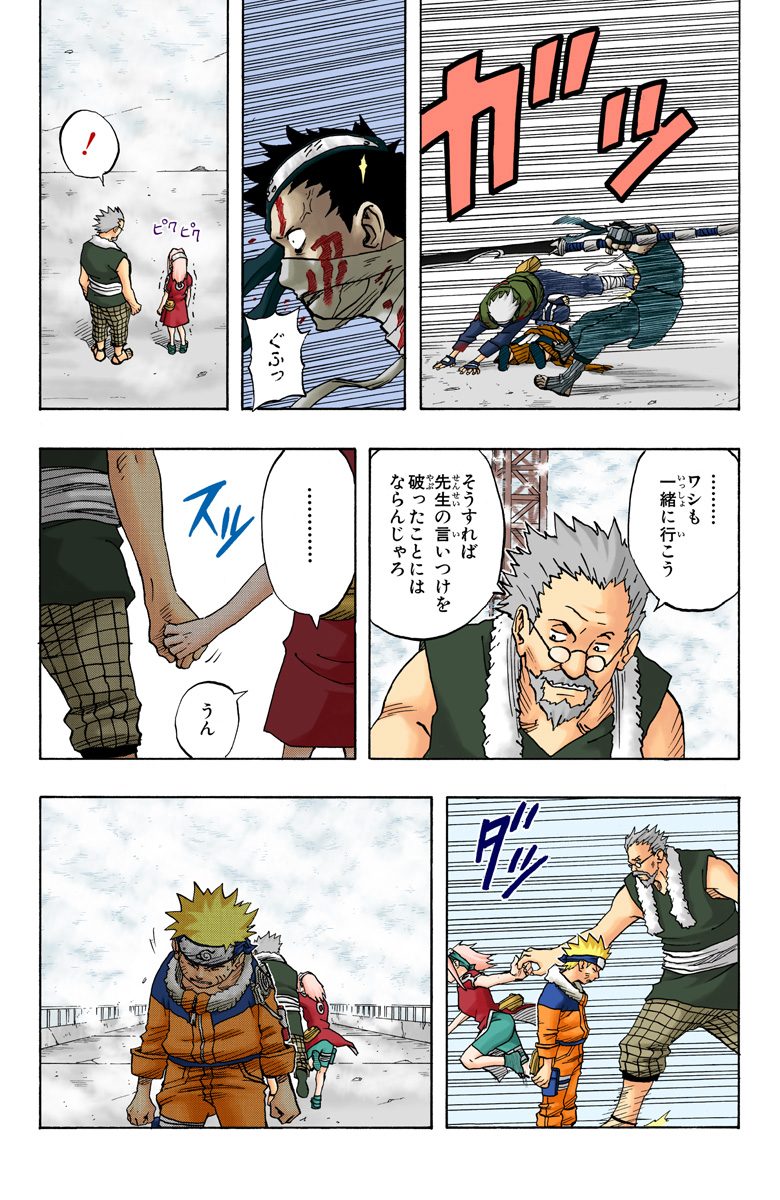 ガッ
ぐふっ
！
ピクピク
………
ワシも
一緒に行こう
そうすれば
先生の言いつけを
破ったことには
ならんじゃろ
………
スルッ
うん
ダッ